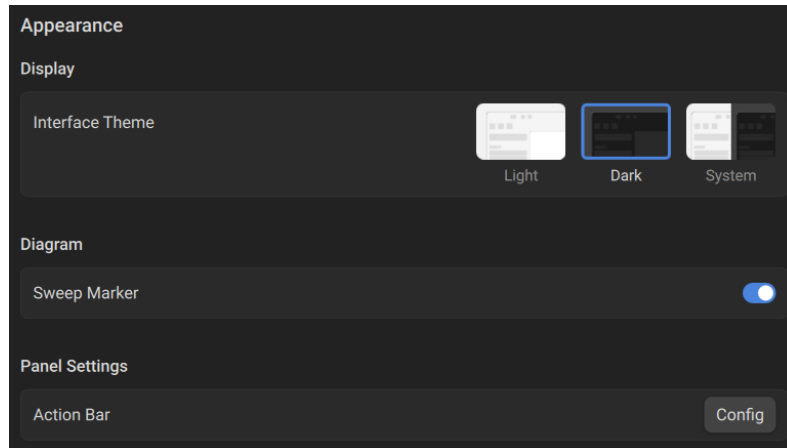 Appearance
Display
Interface Theme
Light Dark System
Diagram
Sweep Marker
Panel Settings
Action Bar Config